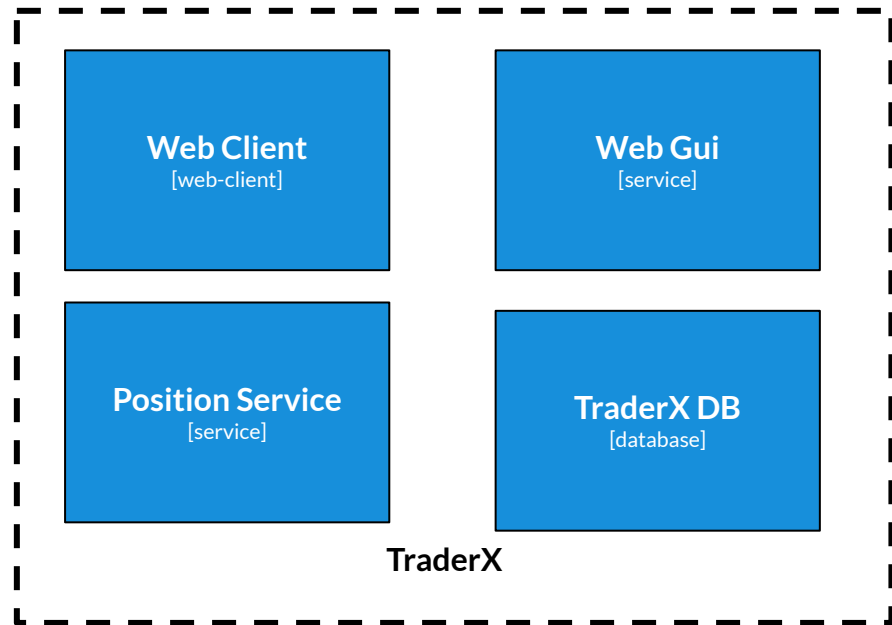 Web Client
[web-client]
Web Gui
[service]
Position Service
[service]
TraderX DB
[database]
TraderX